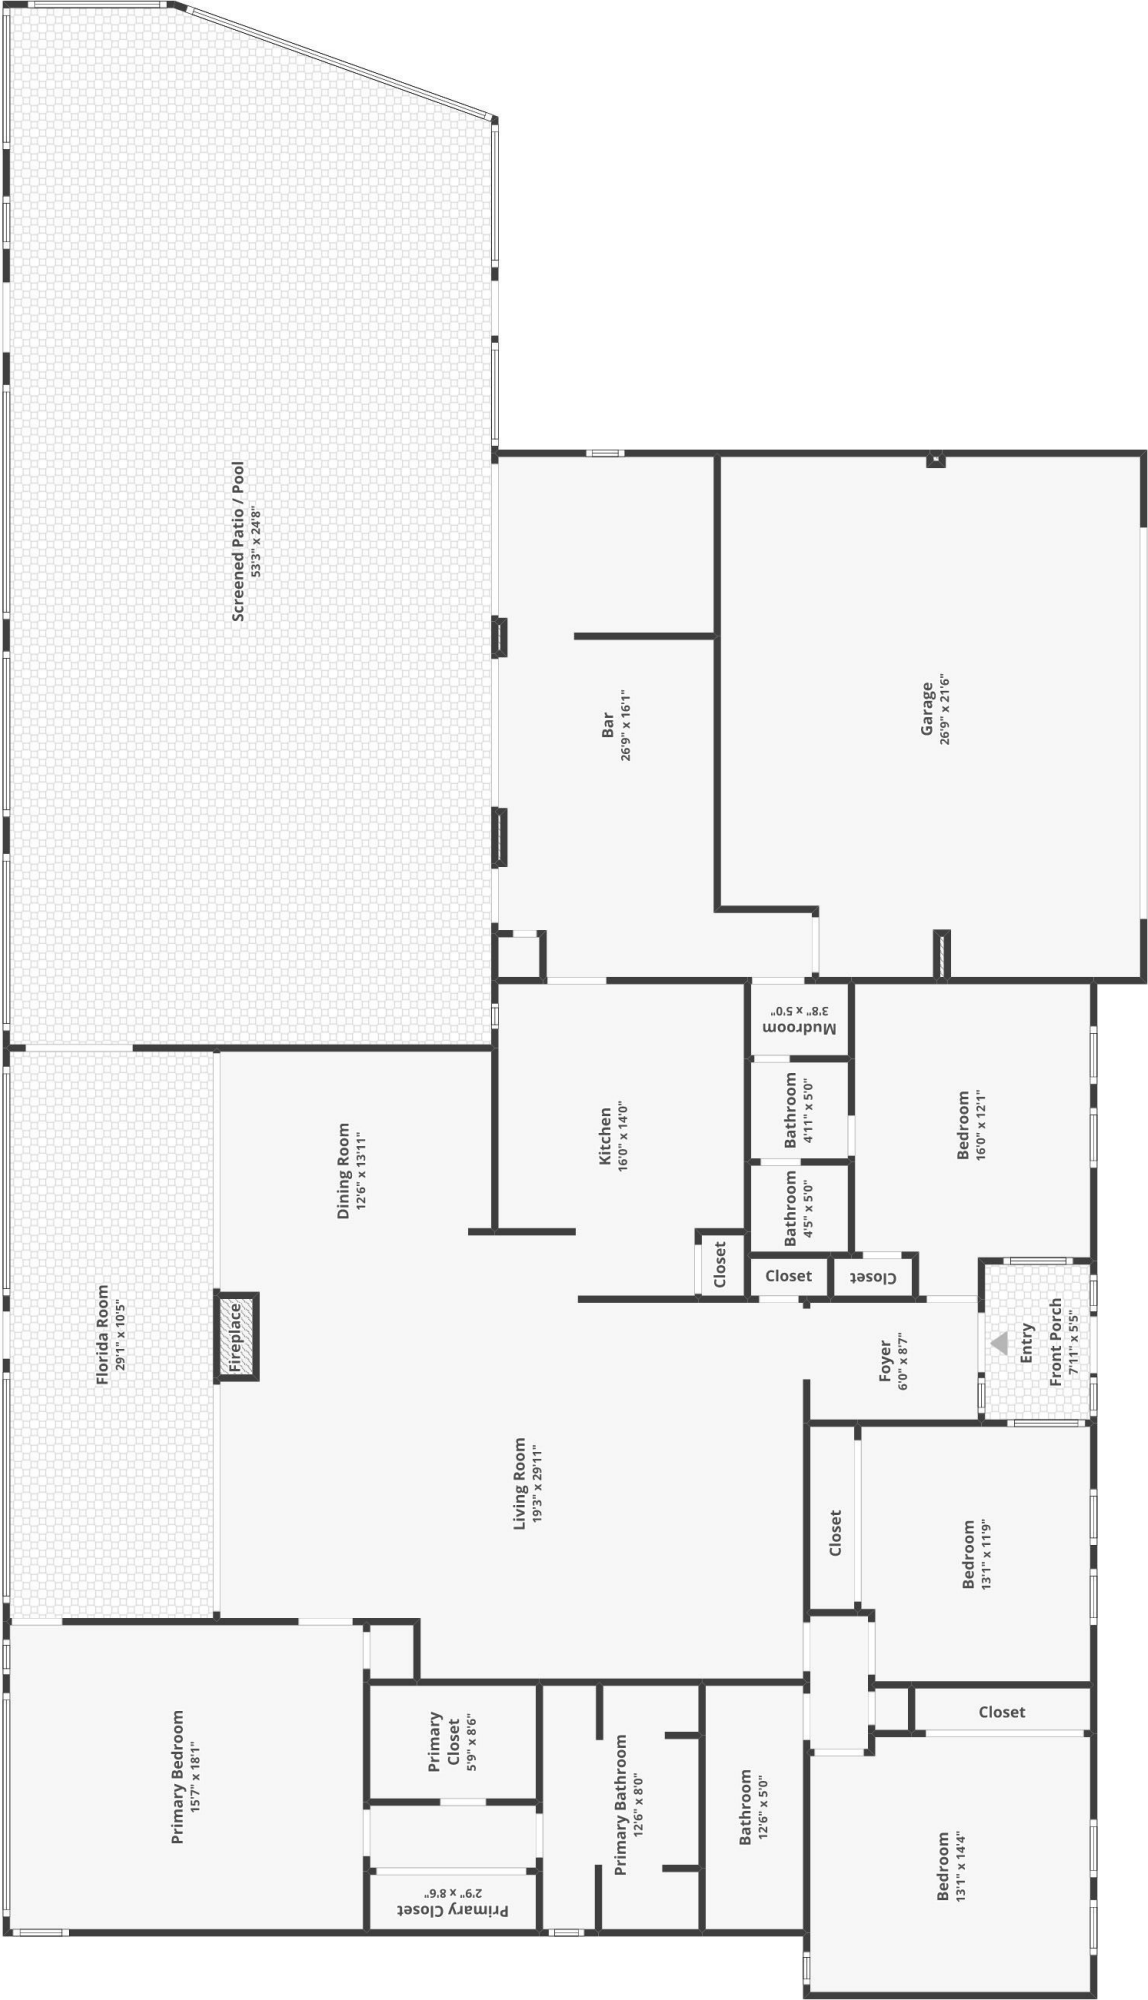 Screened Patio / Pool
53'3" x 24'8"
Bar
26'9" x 16'1"
Garage
26'9" x 21'6"
Mudroom
3'8" x 5'0"
Kitchen
16'0" x 14'0"
Bathroom
4'11" x 5'0"
Bedroom
16'0" x 12'1"
Dining Room
12'6" x 13'11"
Bathroom
4'5" x 5'0"
Closet
Closet
Closet
Florida Room
29'1" x 10'5"
Fireplace
Foyer
6'0" x 8'7"
Entry
Front Porch
7'11" x 5'5"
Living Room
19'3" x 29'11"
Closet
Bedroom
13'1" x 11'9"
Closet
Primary Bedroom
15'7" x 18'1"
Primary
Closet
5'9" x 8'6"
Primary Bathroom
12'6" x 8'0"
Bathroom
12'6" x 5'0"
Bedroom
13'1" x 14'4"
Primary Closet
2'9" x 8'6"